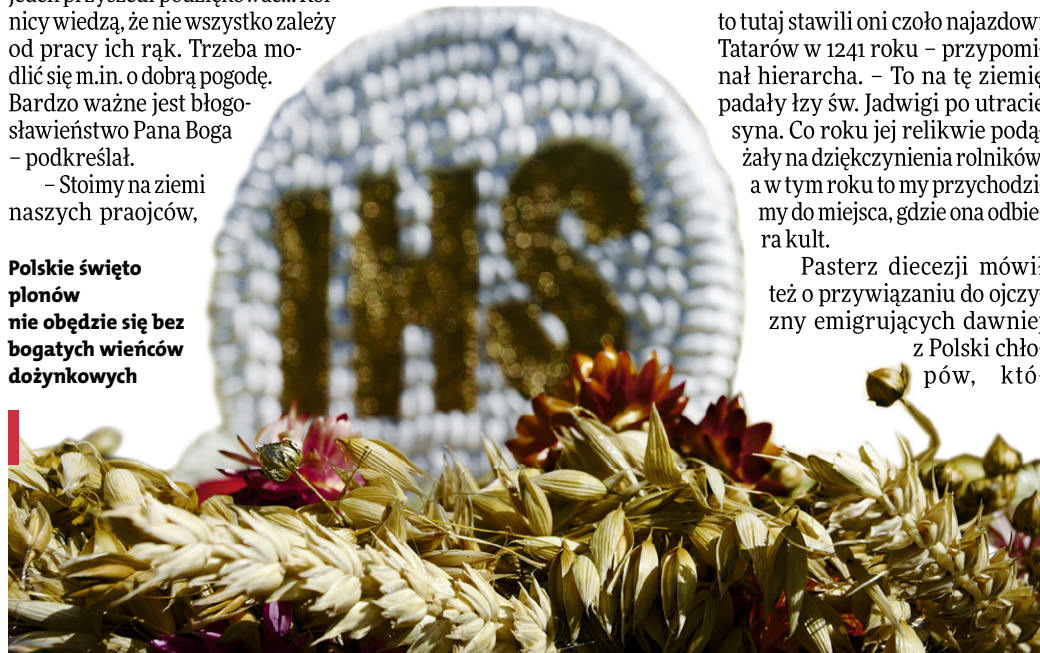 nicy wiedzą, że nie wszystko zależy
od pracy ich rąk. Trzeba mo-
dlić się m.in. o dobrą pogodę.
Bardzo ważne jest błogo-
sławieństwo Pana Boga
– podkreślał.
– Stoimy na ziemi
naszych praojców,
Polskie święto
plonów
nie obędzie się bez
bogatych wieńców
dożynkowych
IHS
to tutaj stawili oni czoło najazdowi
Tatarów w 1241 roku – przypomi-
nał hierarcha. – To na tę ziemię
padały łzy św. Jadwigi po utracie
syna. Co roku jej relikwie podą-
żały na dziękczynienia rolników
a w tym roku to my przychodzi-
my do miejsca, gdzie ona odbie-
ra kult.
Pasterz diecezji mówił
też o przywiązaniu do ojczy-
zny emigrujących dawniej
z Polski chło-
pów, któ-